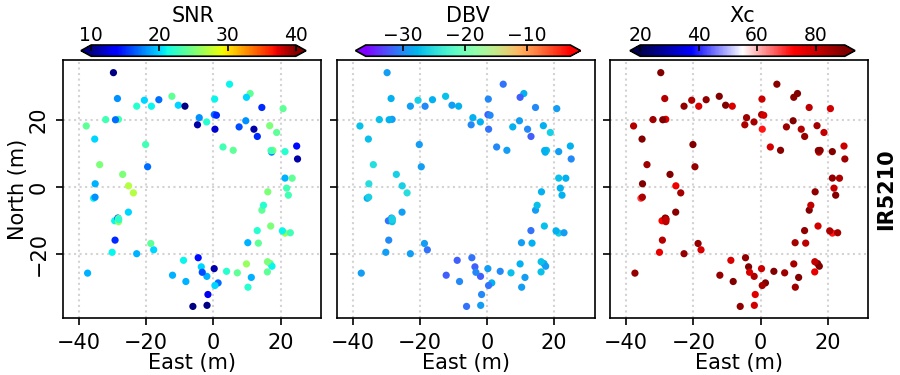 SNR DBV Xc
10 20 30 40 −30 −20 −10 20 40 60 80
North (m)
20
0
−20
IR5210
−40 −20 0 20 −40 −20 0 20 −40 −20 0 20
East (m) East (m) East (m)